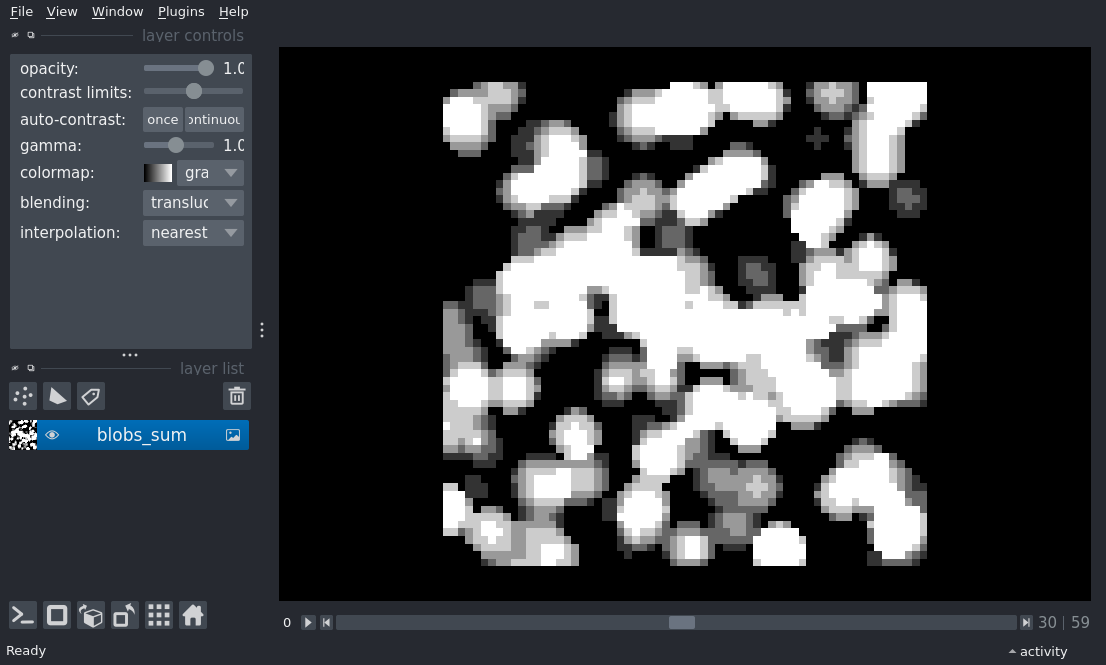 File View Window Plugins Help
layer controls
opacity: 1.0
contrast limits:
auto-contrast: once ontinuou
gamma: 1.0
colormap: gra
blending: transluc
interpolation: nearest
layer list
blobs_sum
0 30 | 59
Ready activity